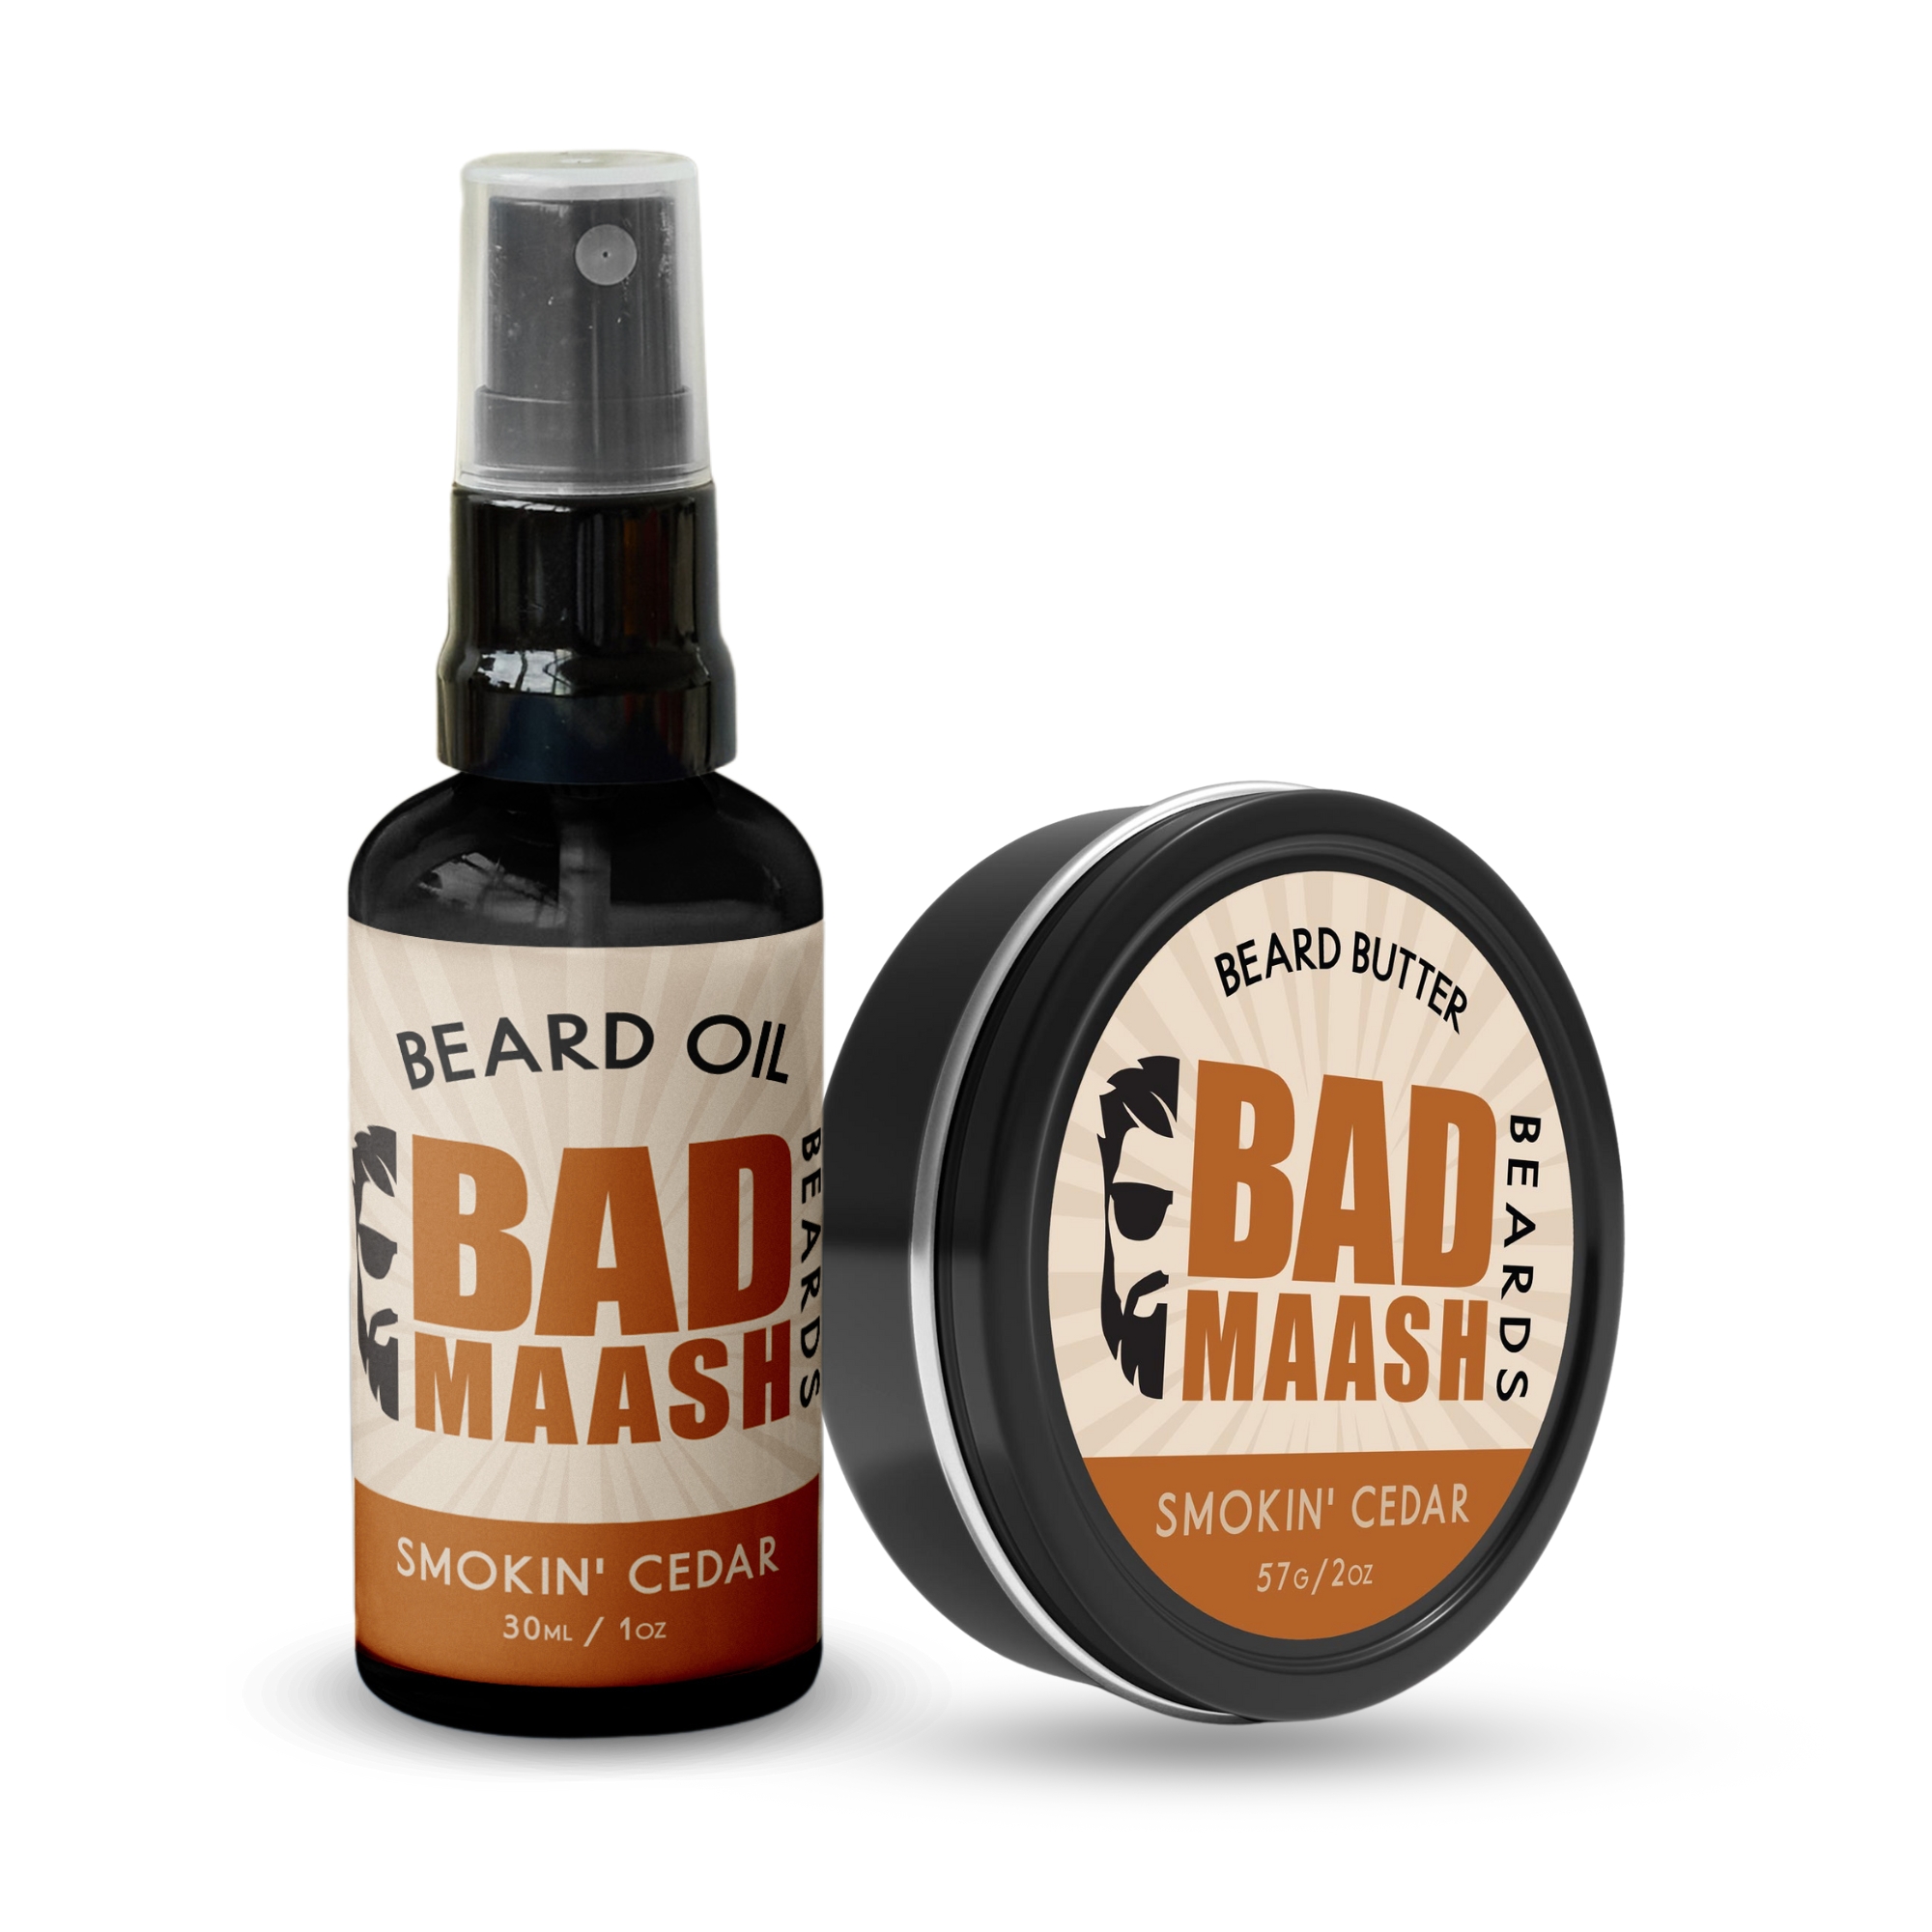 BEARD OIL
BAD
MAASH
BEARDS
SMOKIN' CEDAR
30ML / 1OZ
BEARD BUTTER
BAD
MAASH
BEARDS
SMOKIN' CEDAR
57G/2OZ